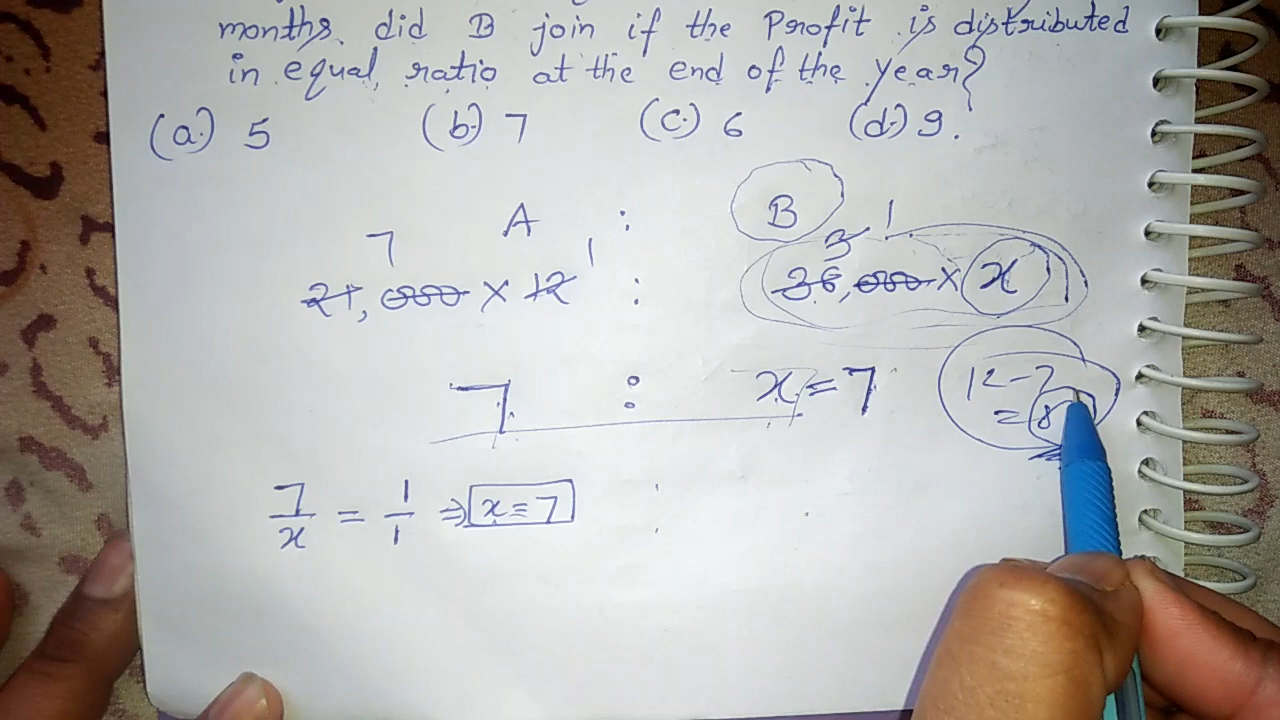 months did B join if the Profit is distributed
in equal ratio at the end of the year?
(a.) 5 (b.) 7 (c.) 6 (d.) 9.
A : B
7 1 3 1
21,000 × 12 : 36,000 × x
7 : x = 7
12 - 7
= 8
7/x = 1/1 ⇒ x = 7